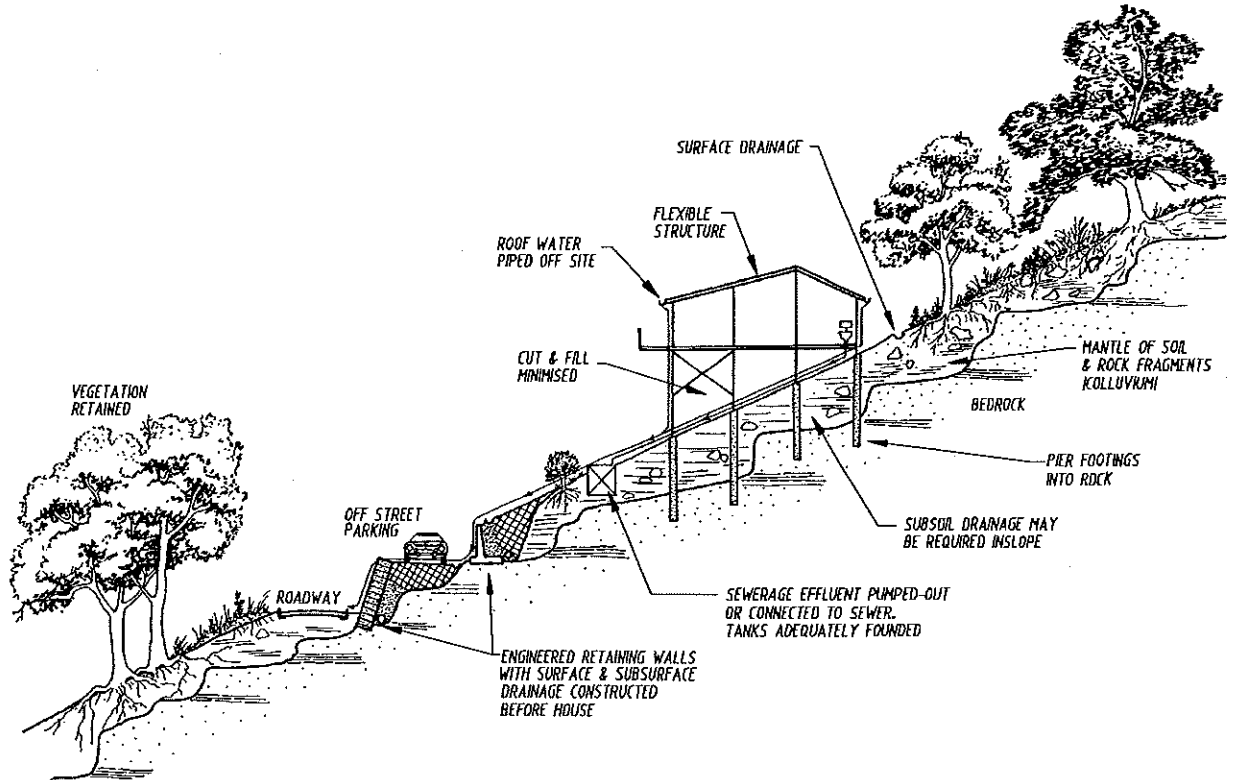 SURFACE DRAINAGE
FLEXIBLE
STRUCTURE
ROOF WATER
PIPED OFF SITE
CUT & FILL
MINIMISED
MANTLE OF SOIL
& ROCK FRAGMENTS
(COLLUVIUM)
BEDROCK
VEGETATION
RETAINED
PIER FOOTINGS
INTO ROCK
OFF STREET
PARKING
SUBSOIL DRAINAGE MAY
BE REQUIRED INSLOPE
ROADWAY
SEWERAGE EFFLUENT PUMPED-OUT
OR CONNECTED TO SEWER.
TANKS ADEQUATELY FOUNDED
ENGINEERED RETAINING WALLS
WITH SURFACE & SUBSURFACE
DRAINAGE CONSTRUCTED
BEFORE HOUSE